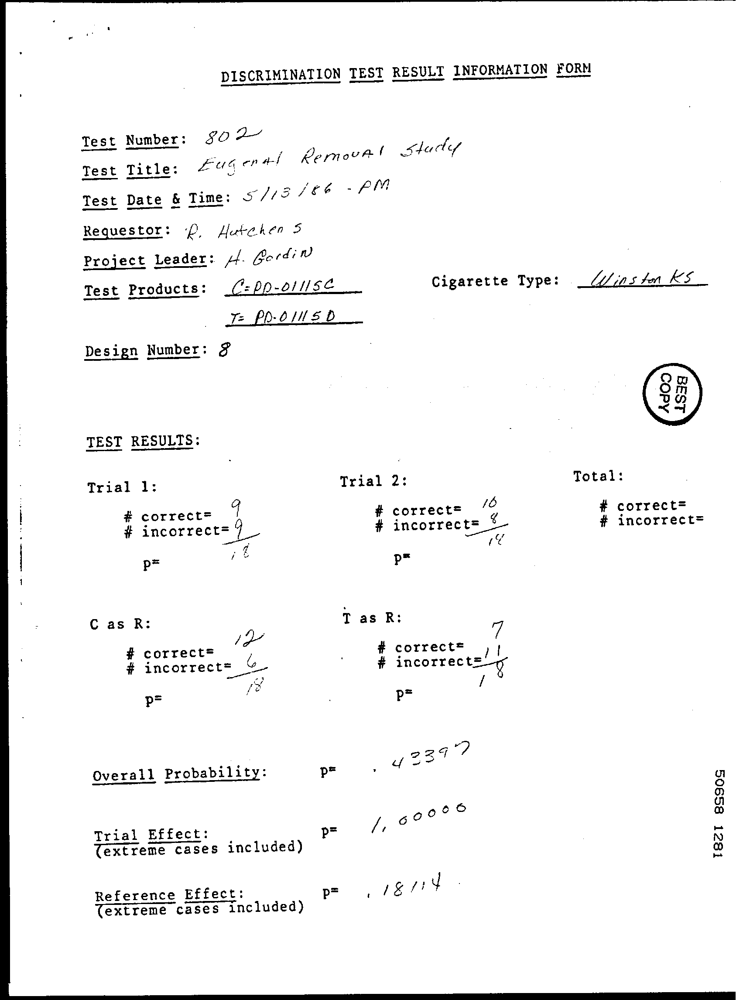 DISCRIMINATION TEST RESULT INFORMATION FORM
Test Number: 802
Test Title: Eugenal Removal Study
Test Date & Time: 5/13/86 - PM
Requestor: R. Hutchens
Project Leader: H. Gordin
Test Products: C=PD-01115C Cigarette Type: Winston KS
T= PD-01115D
Design Number: 8
BEST
COPY
TEST RESULTS:
Trial 1: Trial 2: Total:
# correct= 9 # correct= 10 # correct=
# incorrect= 9 # incorrect= 8 # incorrect=
18 18
p= p=
C as R: T as R:
# correct= 12 # correct= 7
# incorrect= 6 # incorrect= 11
18 18
p= p=
Overall Probability: p= .43397
Trial Effect: p= 1.00000
(extreme cases included)
Reference Effect: p= .18114
(extreme cases included)
50658 1281